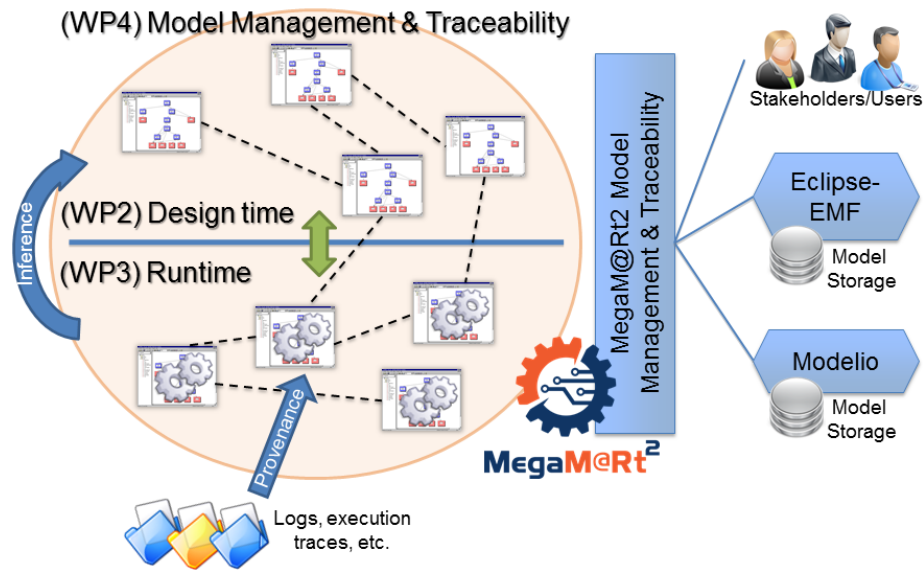 (WP4) Model Management & Traceability
(WP2) Design time
(WP3) Runtime
Inference
Provenance
Logs, execution
traces, etc.
MegaM@Rt2
MegaM@Rt2 Model
Management & Traceability
Stakeholders/Users
Eclipse-
EMF
Model
Storage
Modelio
Model
Storage